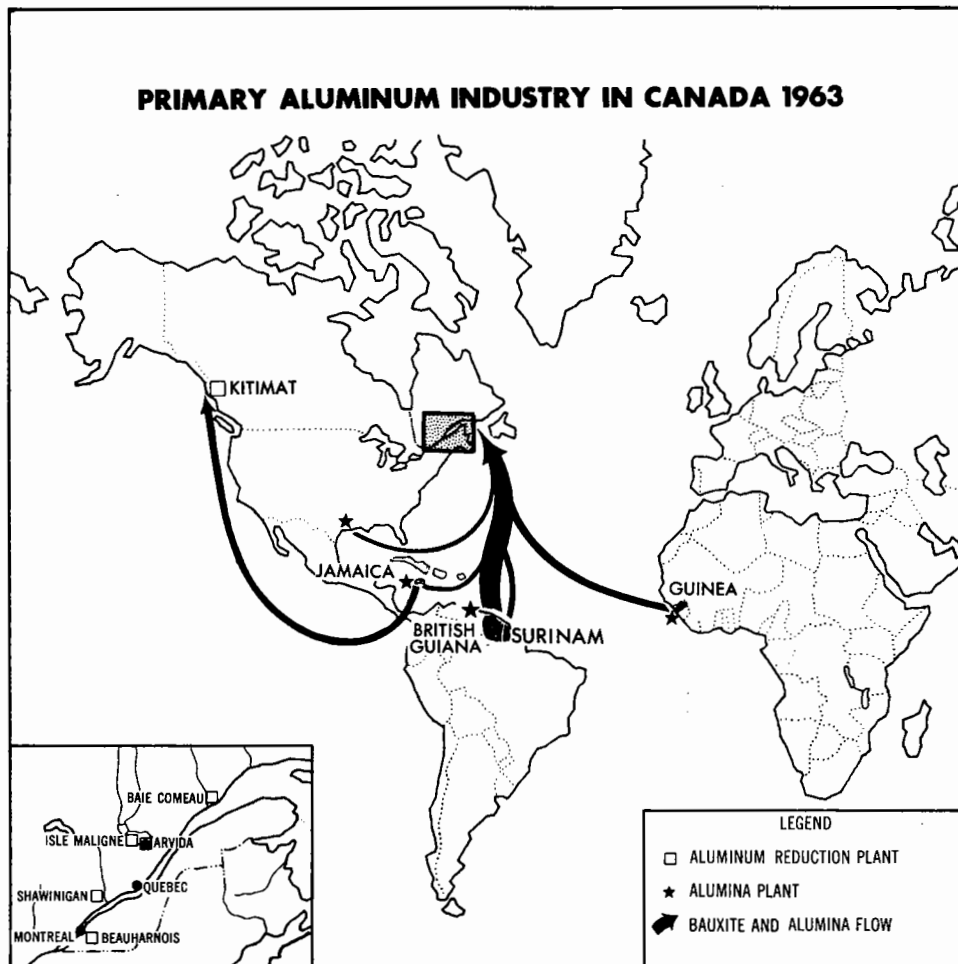 PRIMARY ALUMINUM INDUSTRY IN CANADA 1963
KITIMAT
JAMAICA
GUINEA
BRITISH
GUIANA
SURINAM
BAIE COMEAU
ISLE MALIGNE
ARVIDA
QUEBEC
SHAWINIGAN
MONTREAL
BEAUHARNOIS
LEGEND
ALUMINUM REDUCTION PLANT
ALUMINA PLANT
BAUXITE AND ALUMINA FLOW